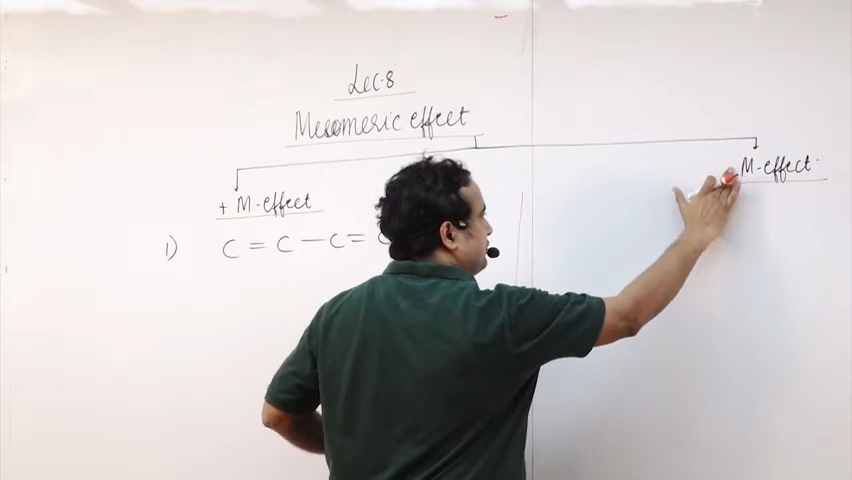 Lec-8
Mesomeric effect
+ M-effect
M-effect
1) C = C - C =